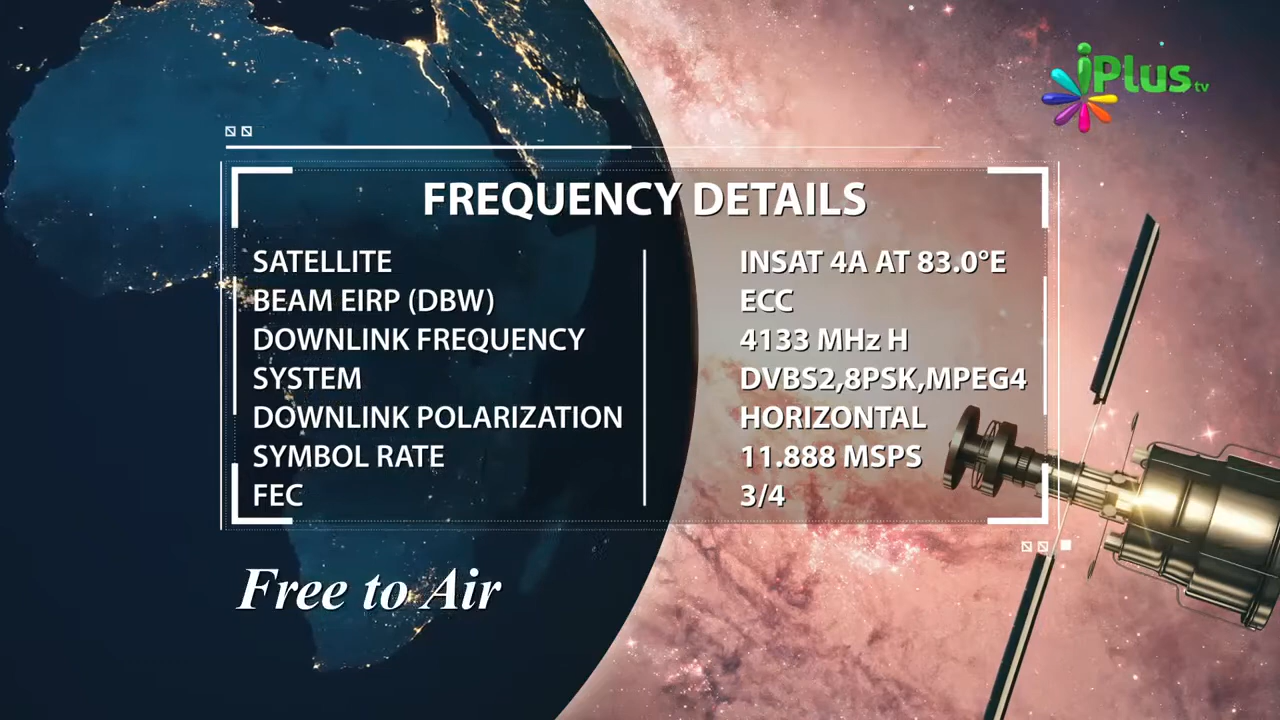 iPlus tv
FREQUENCY DETAILS
SATELLITE INSAT 4A AT 83.0°E
BEAM EIRP (DBW) ECC
DOWNLINK FREQUENCY 4133 MHz H
SYSTEM DVBS2,8PSK,MPEG4
DOWNLINK POLARIZATION HORIZONTAL
SYMBOL RATE 11.888 MSPS
FEC 3/4
Free to Air